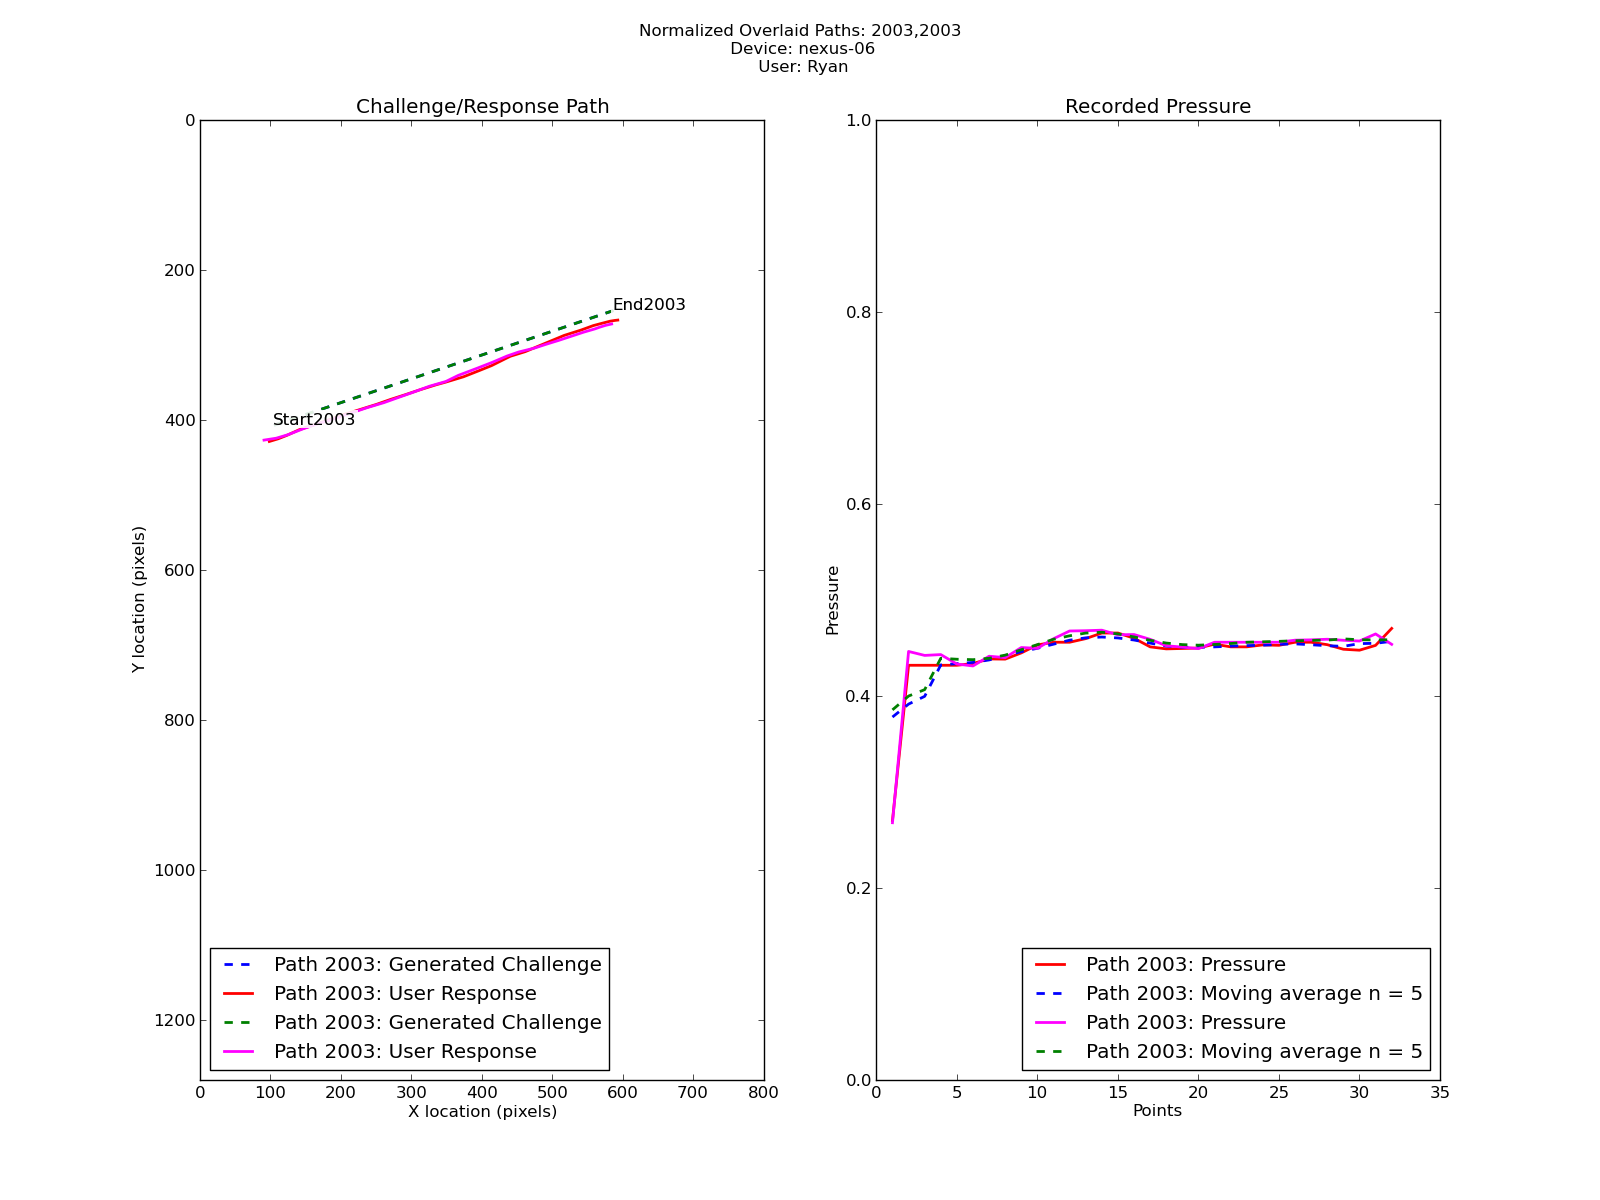 Normalized Overlaid Paths: 2003,2003
Device: nexus-06
User: Ryan
Challenge/Response Path
0
200
400
600
800
1000
1200
Y location (pixels)
Start2003
End2003
Path 2003: Generated Challenge
Path 2003: User Response
Path 2003: Generated Challenge
Path 2003: User Response
0 100 200 300 400 500 600 700 800
X location (pixels)
Recorded Pressure
1.0
0.8
0.6
0.4
0.2
0.0
Pressure
Path 2003: Pressure
Path 2003: Moving average n = 5
Path 2003: Pressure
Path 2003: Moving average n = 5
0 5 10 15 20 25 30 35
Points